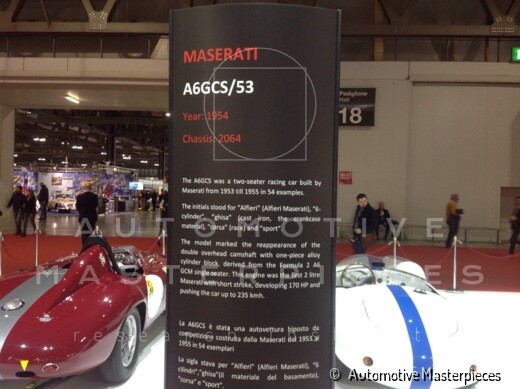 MASERATI
A6GCS/53
Year: 1954
Chassis: 2064
Padiglione
Hall
18
The A6GCS was a two-seater racing car built by
Maserati from 1953 till 1955 in 54 examples.
The initials stood for "Alfieri" (Alfieri Maserati), "6-
cylinder", "ghisa" (cast iron, the crankcase
material), "corsa" (race) and "sport".
The model marked the reappearance of the
double overhead camshaft with one-piece alloy
cylinder block, derived from the Formula 2 A6
GCM single-seater. This engine was the first 2 litre
Maserati with short stroke, developing 170 HP and
pushing the car up to 235 kmh.
La A6GCS è stata una autovettura biposto da
competizione costruita dalla Maserati dal 1953 al
1955 in 54 esemplari
La sigla stava per "Alfieri" (Alfieri Maserati), "6
cilindri","ghisa"(il materiale del basamento),
"corsa" e "sport".
AUTOMOTIVE
MASTERPIECES
© AutomotiveMasterpieces